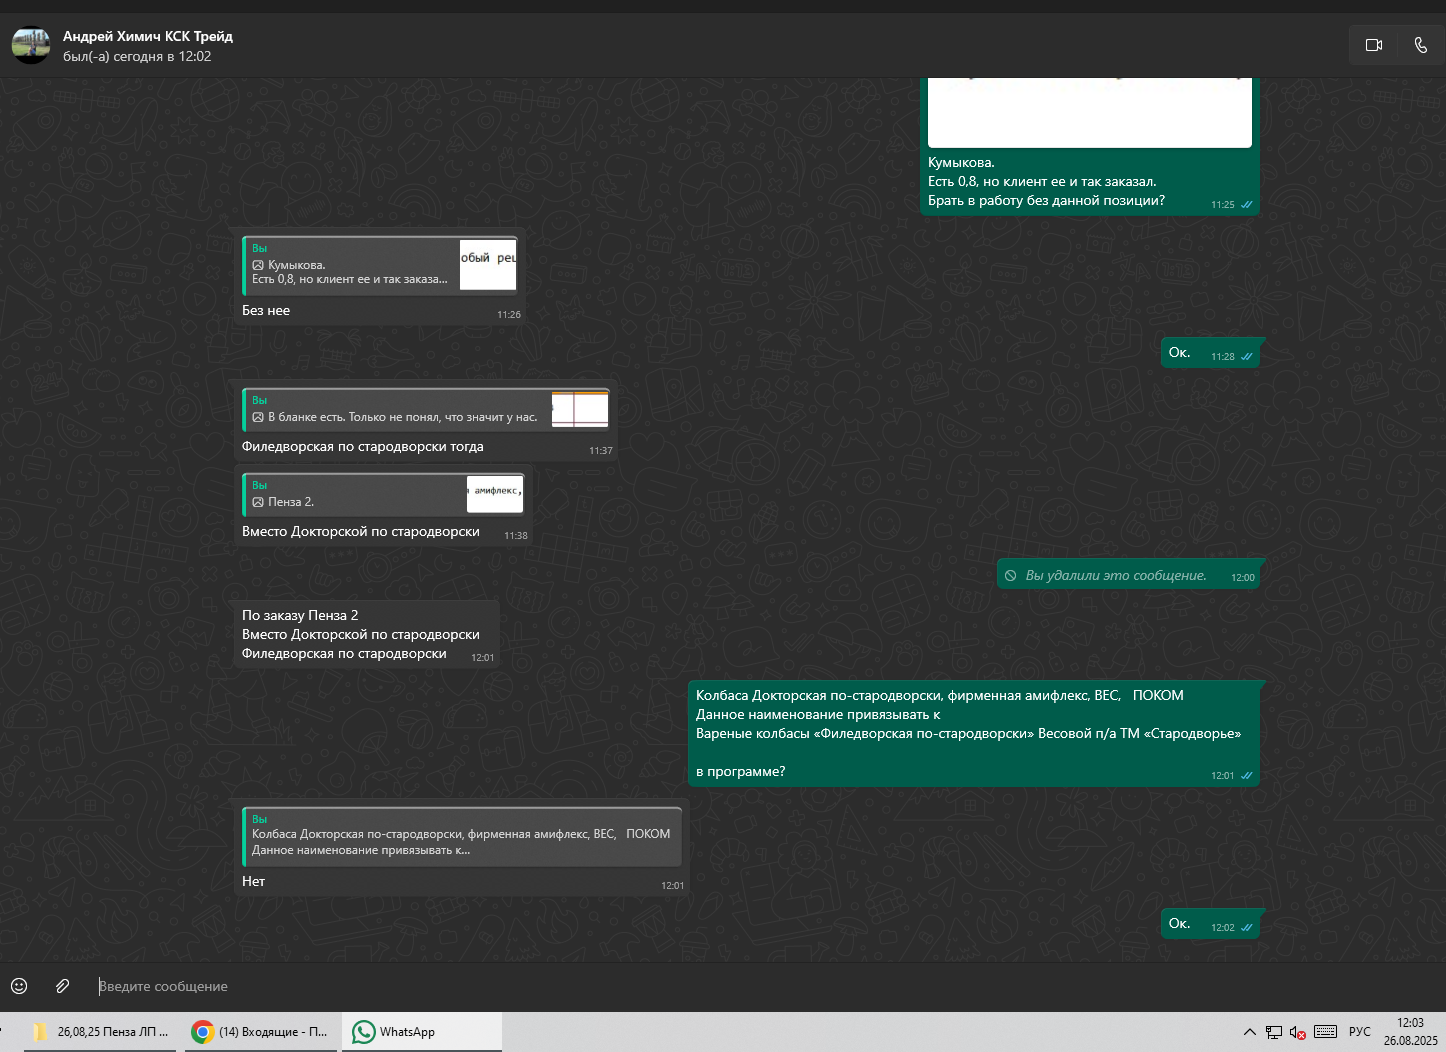 Андрей Химич КСК Трейд
был(-а) сегодня в 12:02
Кумыкова.
Есть 0,8, но клиент ее и так заказал.
Брать в работу без данной позиции?
11:25
Вы
Кумыкова.
Есть 0,8, но клиент ее и так заказа...
обый рец
Без нее
11:26
Ок.
11:28
Вы
В бланке есть. Только не понял, что значит у нас.
Филедворская по стародворски тогда
11:37
Вы
Пенза 2.
амифлекс,
Вместо Докторской по стародворски
11:38
Вы удалили это сообщение.
12:00
По заказу Пенза 2
Вместо Докторской по стародворски
Филедворская по стародворски
12:01
Колбаса Докторская по-стародворски, фирменная амифлекс, ВЕС,   ПОКОМ
Данное наименование привязывать к
Вареные колбасы «Филедворская по-стародворски» Весовой п/а ТМ «Стародворье»
в программе?
12:01
Вы
Колбаса Докторская по-стародворски, фирменная амифлекс, ВЕС,   ПОКОМ
Данное наименование привязывать к...
Нет
12:01
Ок.
12:02
Введите сообщение
26,08,25 Пенза ЛП ...
(14) Входящие - П...
WhatsApp
РУС
12:03
26.08.2025